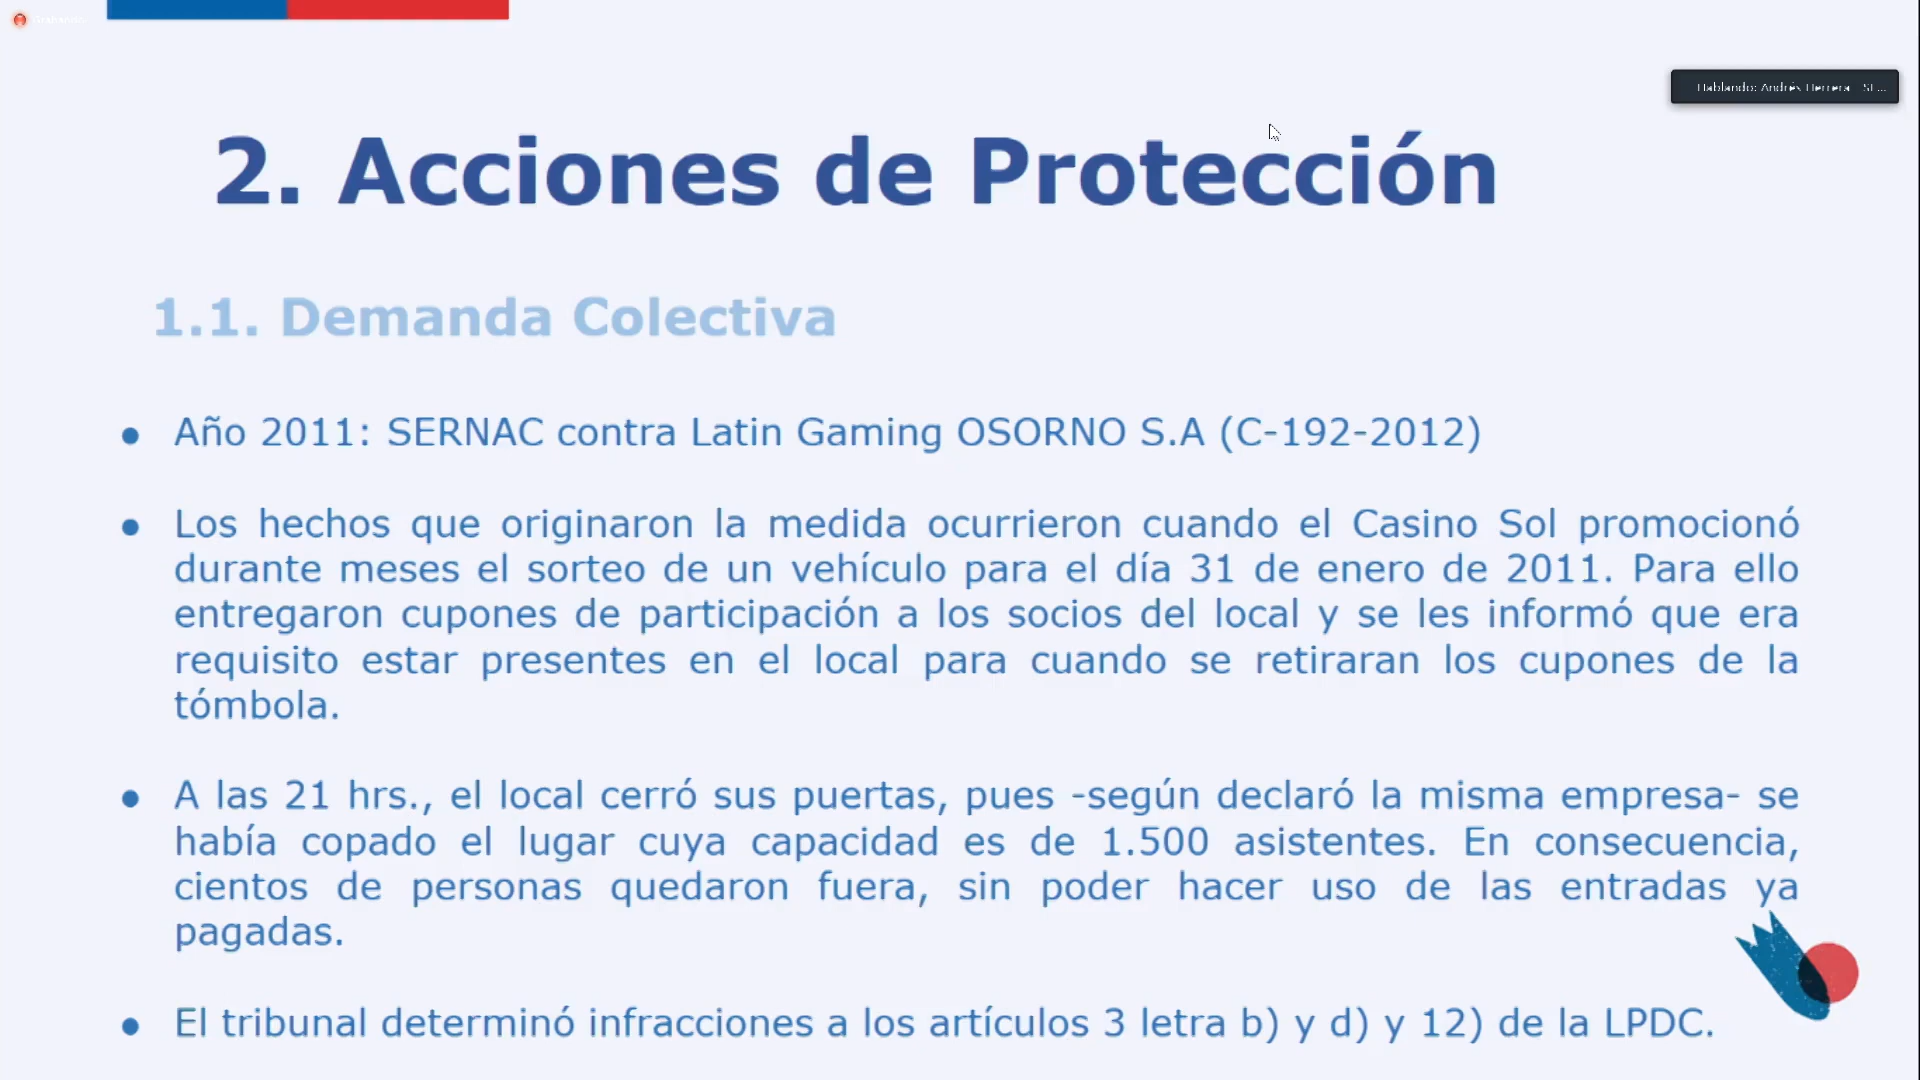 Grabando
Hablando: Andrés Herrera - SE...
2. Acciones de Protección
1.1. Demanda Colectiva
● Año 2011: SERNAC contra Latin Gaming OSORNO S.A (C-192-2012)
● Los hechos que originaron la medida ocurrieron cuando el Casino Sol promocionó
durante meses el sorteo de un vehículo para el día 31 de enero de 2011. Para ello
entregaron cupones de participación a los socios del local y se les informó que era
requisito estar presentes en el local para cuando se retiraran los cupones de la
tómbola.
● A las 21 hrs., el local cerró sus puertas, pues -según declaró la misma empresa- se
había copado el lugar cuya capacidad es de 1.500 asistentes. En consecuencia,
cientos de personas quedaron fuera, sin poder hacer uso de las entradas ya
pagadas.
● El tribunal determinó infracciones a los artículos 3 letra b) y d) y 12) de la LPDC.